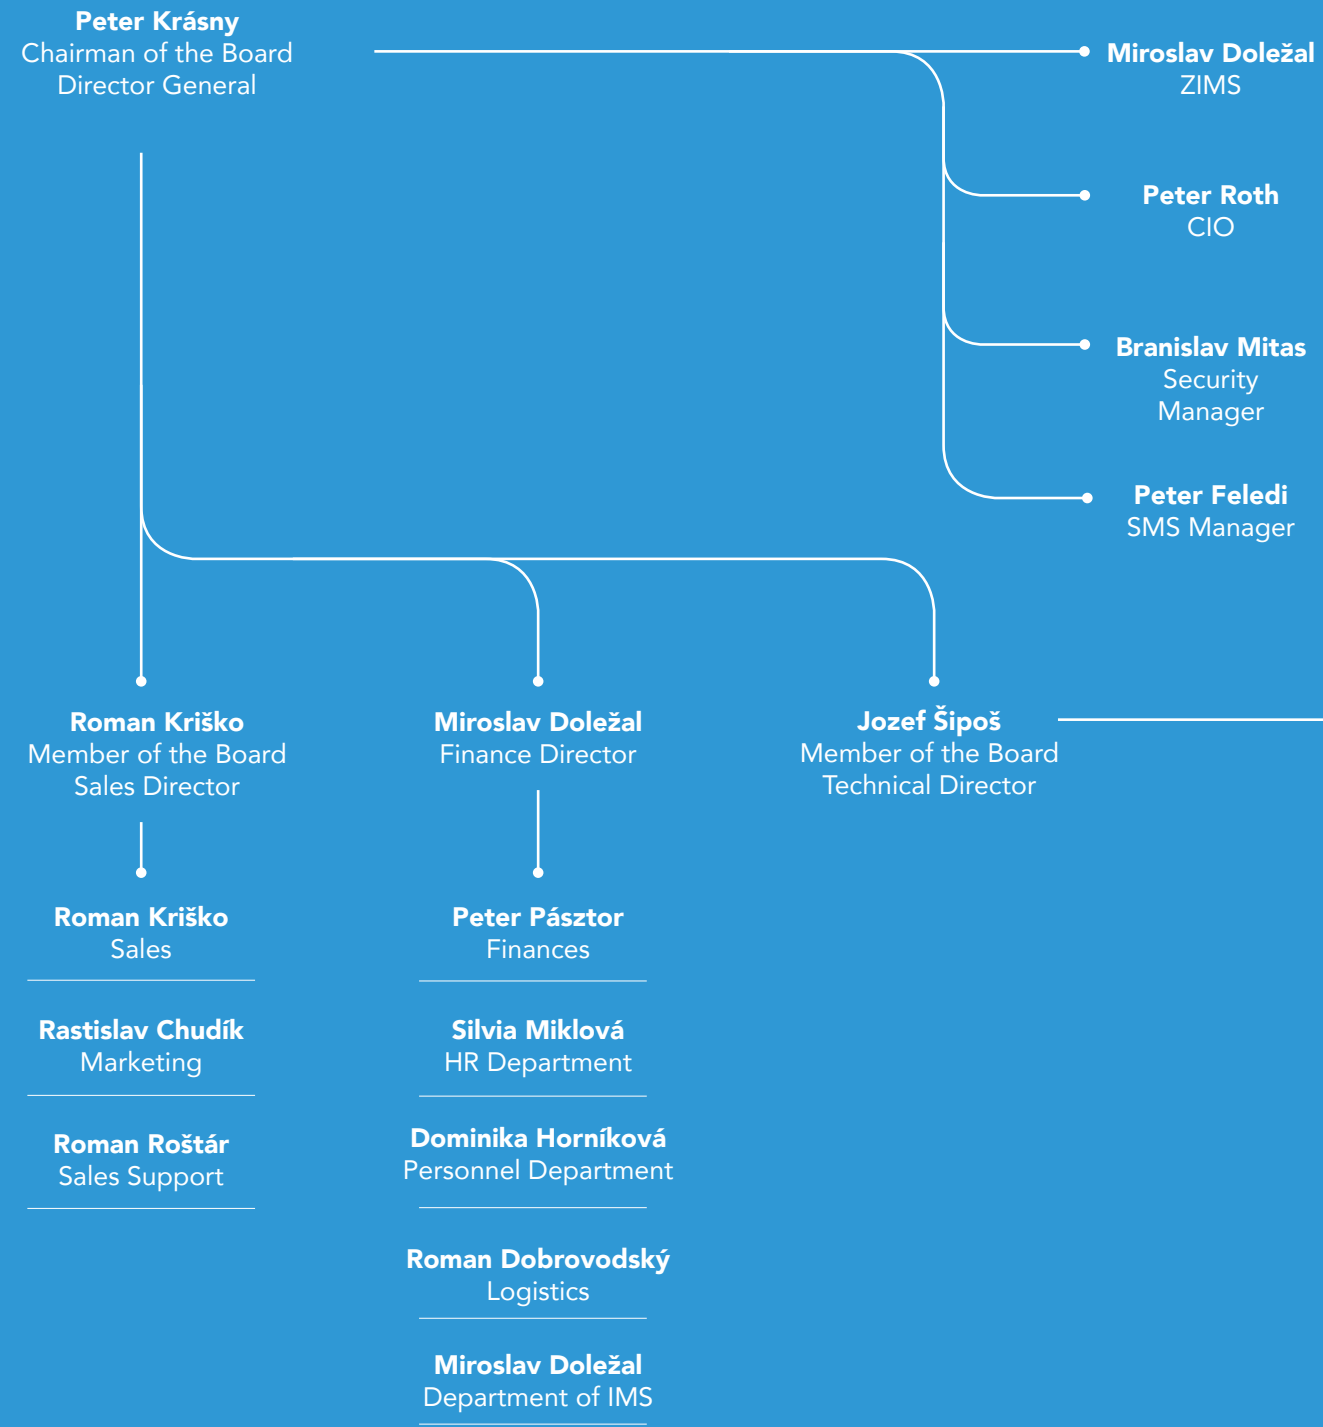 Peter Krásny
Chairman of the Board
Director General
Miroslav Doležal
ZIMS
Peter Roth
CIO
Branislav Mitas
Security
Manager
Peter Feledi
SMS Manager
Roman Kriško
Member of the Board
Sales Director
Miroslav Doležal
Finance Director
Jozef Šipoš
Member of the Board
Technical Director
Roman Kriško
Sales
Rastislav Chudík
Marketing
Roman Roštár
Sales Support
Peter Pásztor
Finances
Silvia Miklová
HR Department
Dominika Horníková
Personnel Department
Roman Dobrovodský
Logistics
Miroslav Doležal
Department of IMS